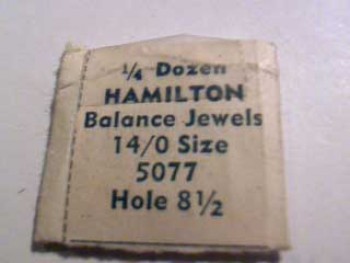 ¼ Dozen
HAMILTON
Balance Jewels
14/0 Size
5077
Hole 8½